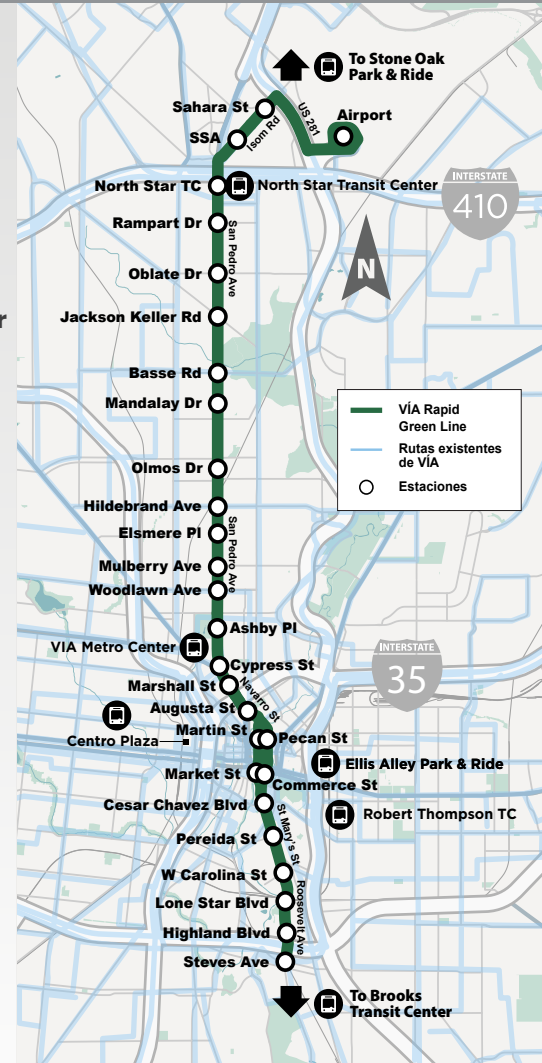 To Stone Oak
Park & Ride
Sahara St
US 281
Airport
SSA
Isom Rd
North Star TC
North Star Transit Center
INTERSTATE
410
Rampart Dr
San Pedro Ave
N
Oblate Dr
r
Jackson Keller Rd
Basse Rd
Mandalay Dr
VÍA Rapid
Green Line
Rutas existentes
de VÍA
Estaciones
Olmos Dr
Hildebrand Ave
Elsmere Pl
San Pedro Ave
Mulberry Ave
Woodlawn Ave
Ashby Pl
VIA Metro Center
Cypress St
INTERSTATE
35
Marshall St
Navarro St
Augusta St
Martin St
Pecan St
Centro Plaza
Ellis Alley Park & Ride
Market St
Commerce St
Cesar Chavez Blvd
Robert Thompson TC
St Mary's St
Pereida St
W Carolina St
Roosevelt Ave
Lone Star Blvd
Highland Blvd
Steves Ave
To Brooks
Transit Center